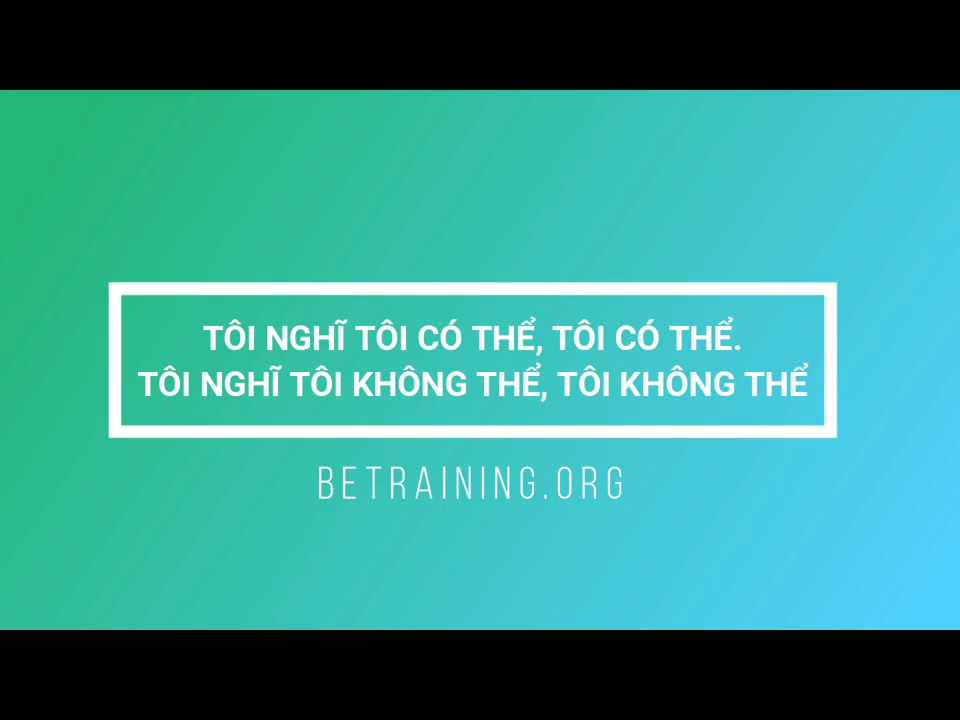 TÔI NGHĨ TÔI CÓ THỂ, TÔI CÓ THỂ.
TÔI NGHĨ TÔI KHÔNG THỂ, TÔI KHÔNG THỂ
BETRAINING.ORG